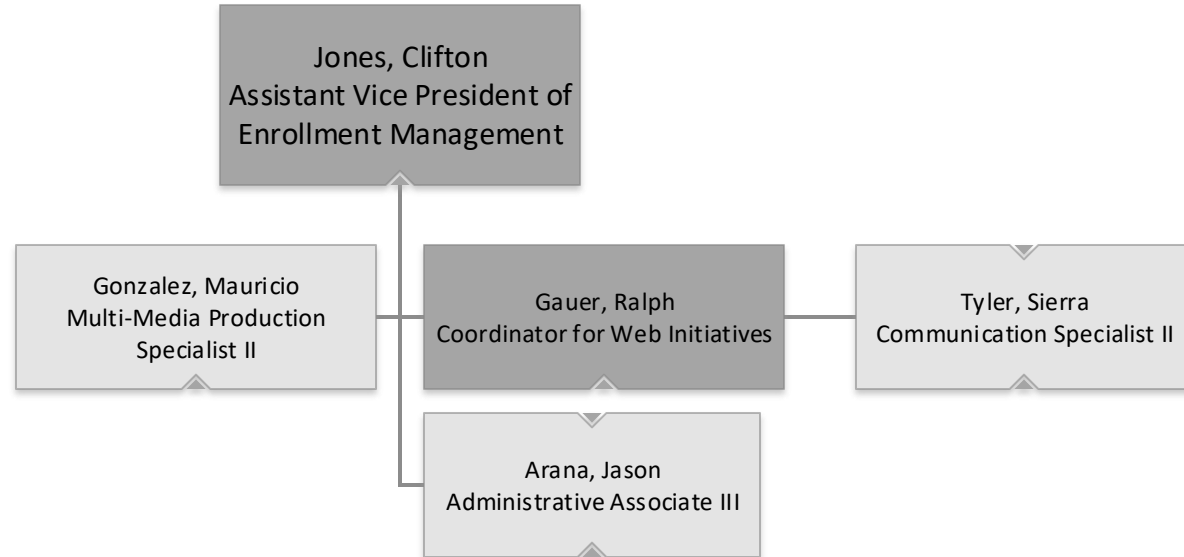 Jones, Clifton
Assistant Vice President of
Enrollment Management
Gonzalez, Mauricio
Multi-Media Production
Specialist II
Gauer, Ralph
Coordinator for Web Initiatives
Tyler, Sierra
Communication Specialist II
Arana, Jason
Administrative Associate III